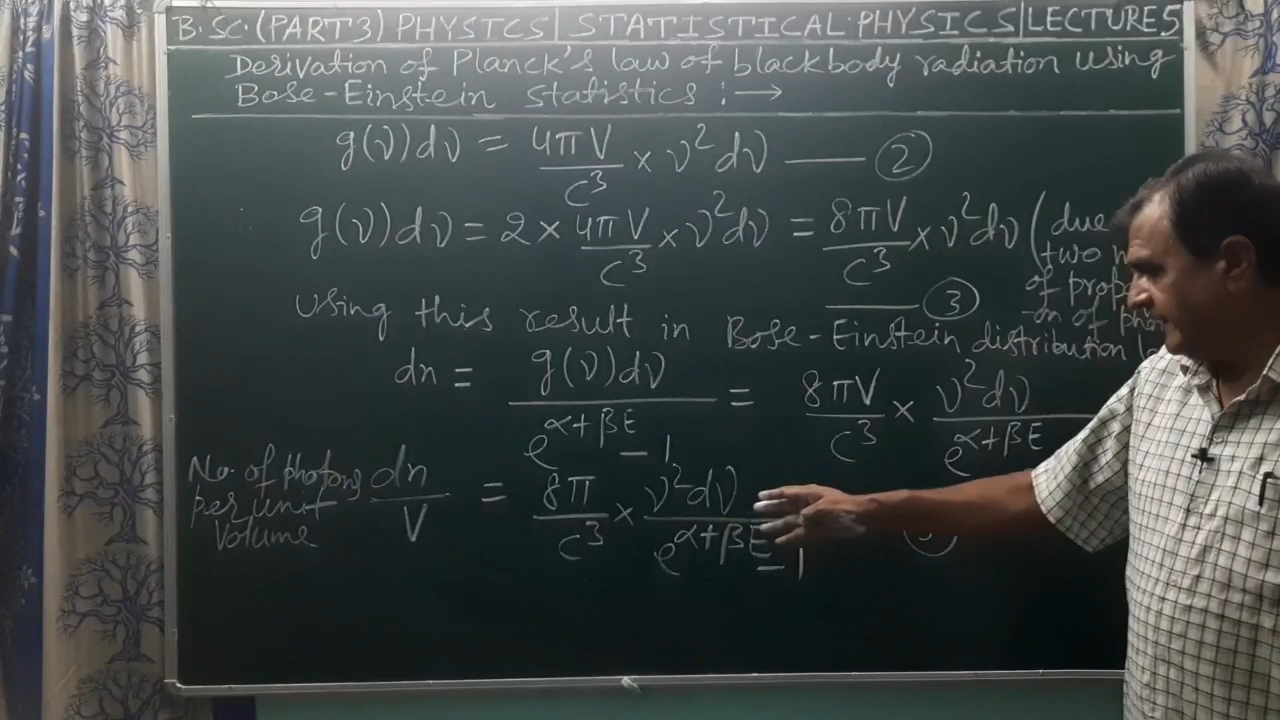 B.SC. (PART 3) PHYSICS | STATISTICAL PHYSICS | LECTURE 5
Derivation of Planck's law of blackbody radiation using
Bose-Einstein statistics : →
g(ν)dν = 4πV/c³ × ν²dν —— ②
g(ν)dν = 2 × 4πV/c³ × ν²dν = 8πV/c³ × ν²dν (due
two
of
-on of
—— ③
Using this result in Bose-Einstein distribution
dn = g(ν)dν / e^(α+βE) - 1 = 8πV/c³ × ν²dν / e^(α+βE)
No. of photons
per unit
volume
dn/V = 8π/c³ × ν²dν / e^(α+βE) - 1